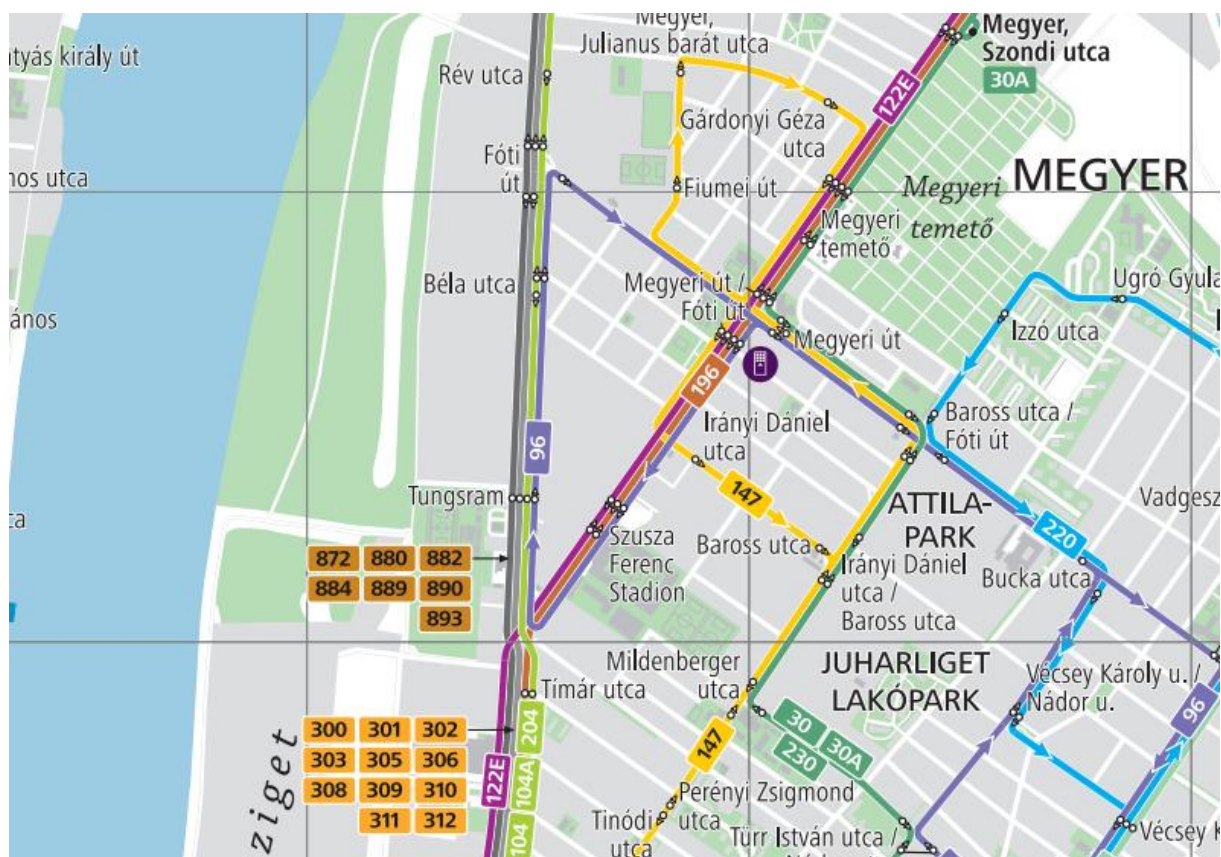 Megyer,
Julianus barát utca
Megyer,
Szondi utca
30A
tyás király út
Rév utca
122E
Gárdonyi Géza
utca
Fóti
út
nos utca
Fiumei út
Megyeri
temető
MEGYER
Megyeri
temető
Béla utca
Megyeri út /
Fóti út
Ugró Gyula
ános
Izzó utca
Megyeri út
196
Irányi Dániel
utca
Baross utca /
Fóti út
96
147
Tungsram
ATTILA-
PARK
Vadgesz
ca
Szusza
Ferenc
Stadion
Baross utca
220
872 880 882
884 889 890
893
Irányi Dániel
utca /
Baross utca
Bucka utca
Mildenberger
utca
JUHARLIGET
LAKÓPARK
Vécsey Károly u. /
Nádor u.
Tímár utca
96
300 301 302
303 305 306
308 309 310
311 312
204
30 30A
230
147
122E
104A
104
ziget
Perényi Zsigmond
utca
Tinódi
utca
Türr István utca /
Vécsey K